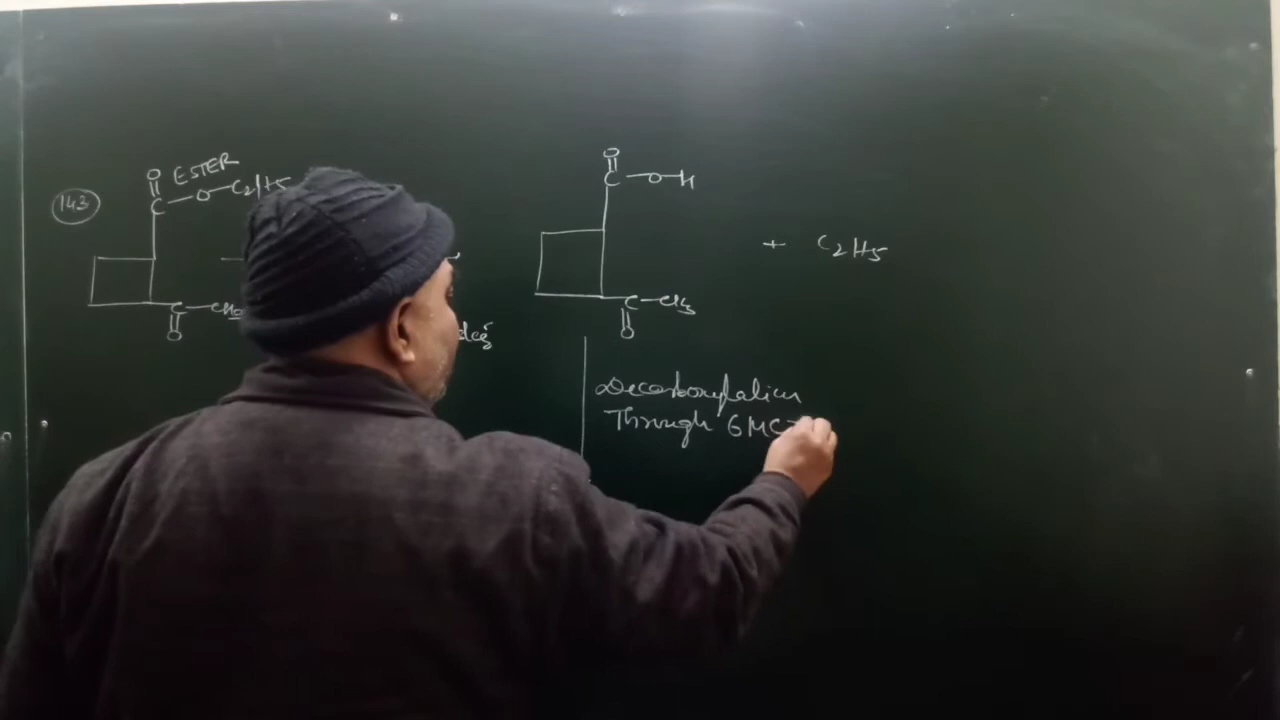 143
O ESTER
C—O—C2H5
C—CH3
O
O
C—O—H
C—CH3
O
+ C2H5
Decarboxylation
Through 6MC